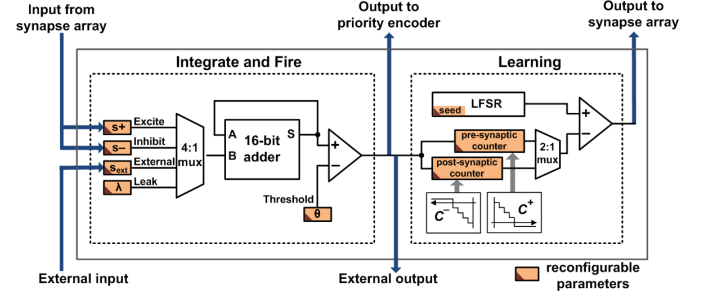 Input from
synapse array
Output to
priority encoder
Output to
synapse array
Integrate and Fire
Learning
s+ Excite
s− Inhibit
sext External
λ Leak
4:1
mux
A
B
S
16-bit
adder
+
−
Threshold
θ
seed LFSR
pre-synaptic
counter
post-synaptic
counter
2:1
mux
+
−
C−
C+
External input
External output
reconfigurable
parameters